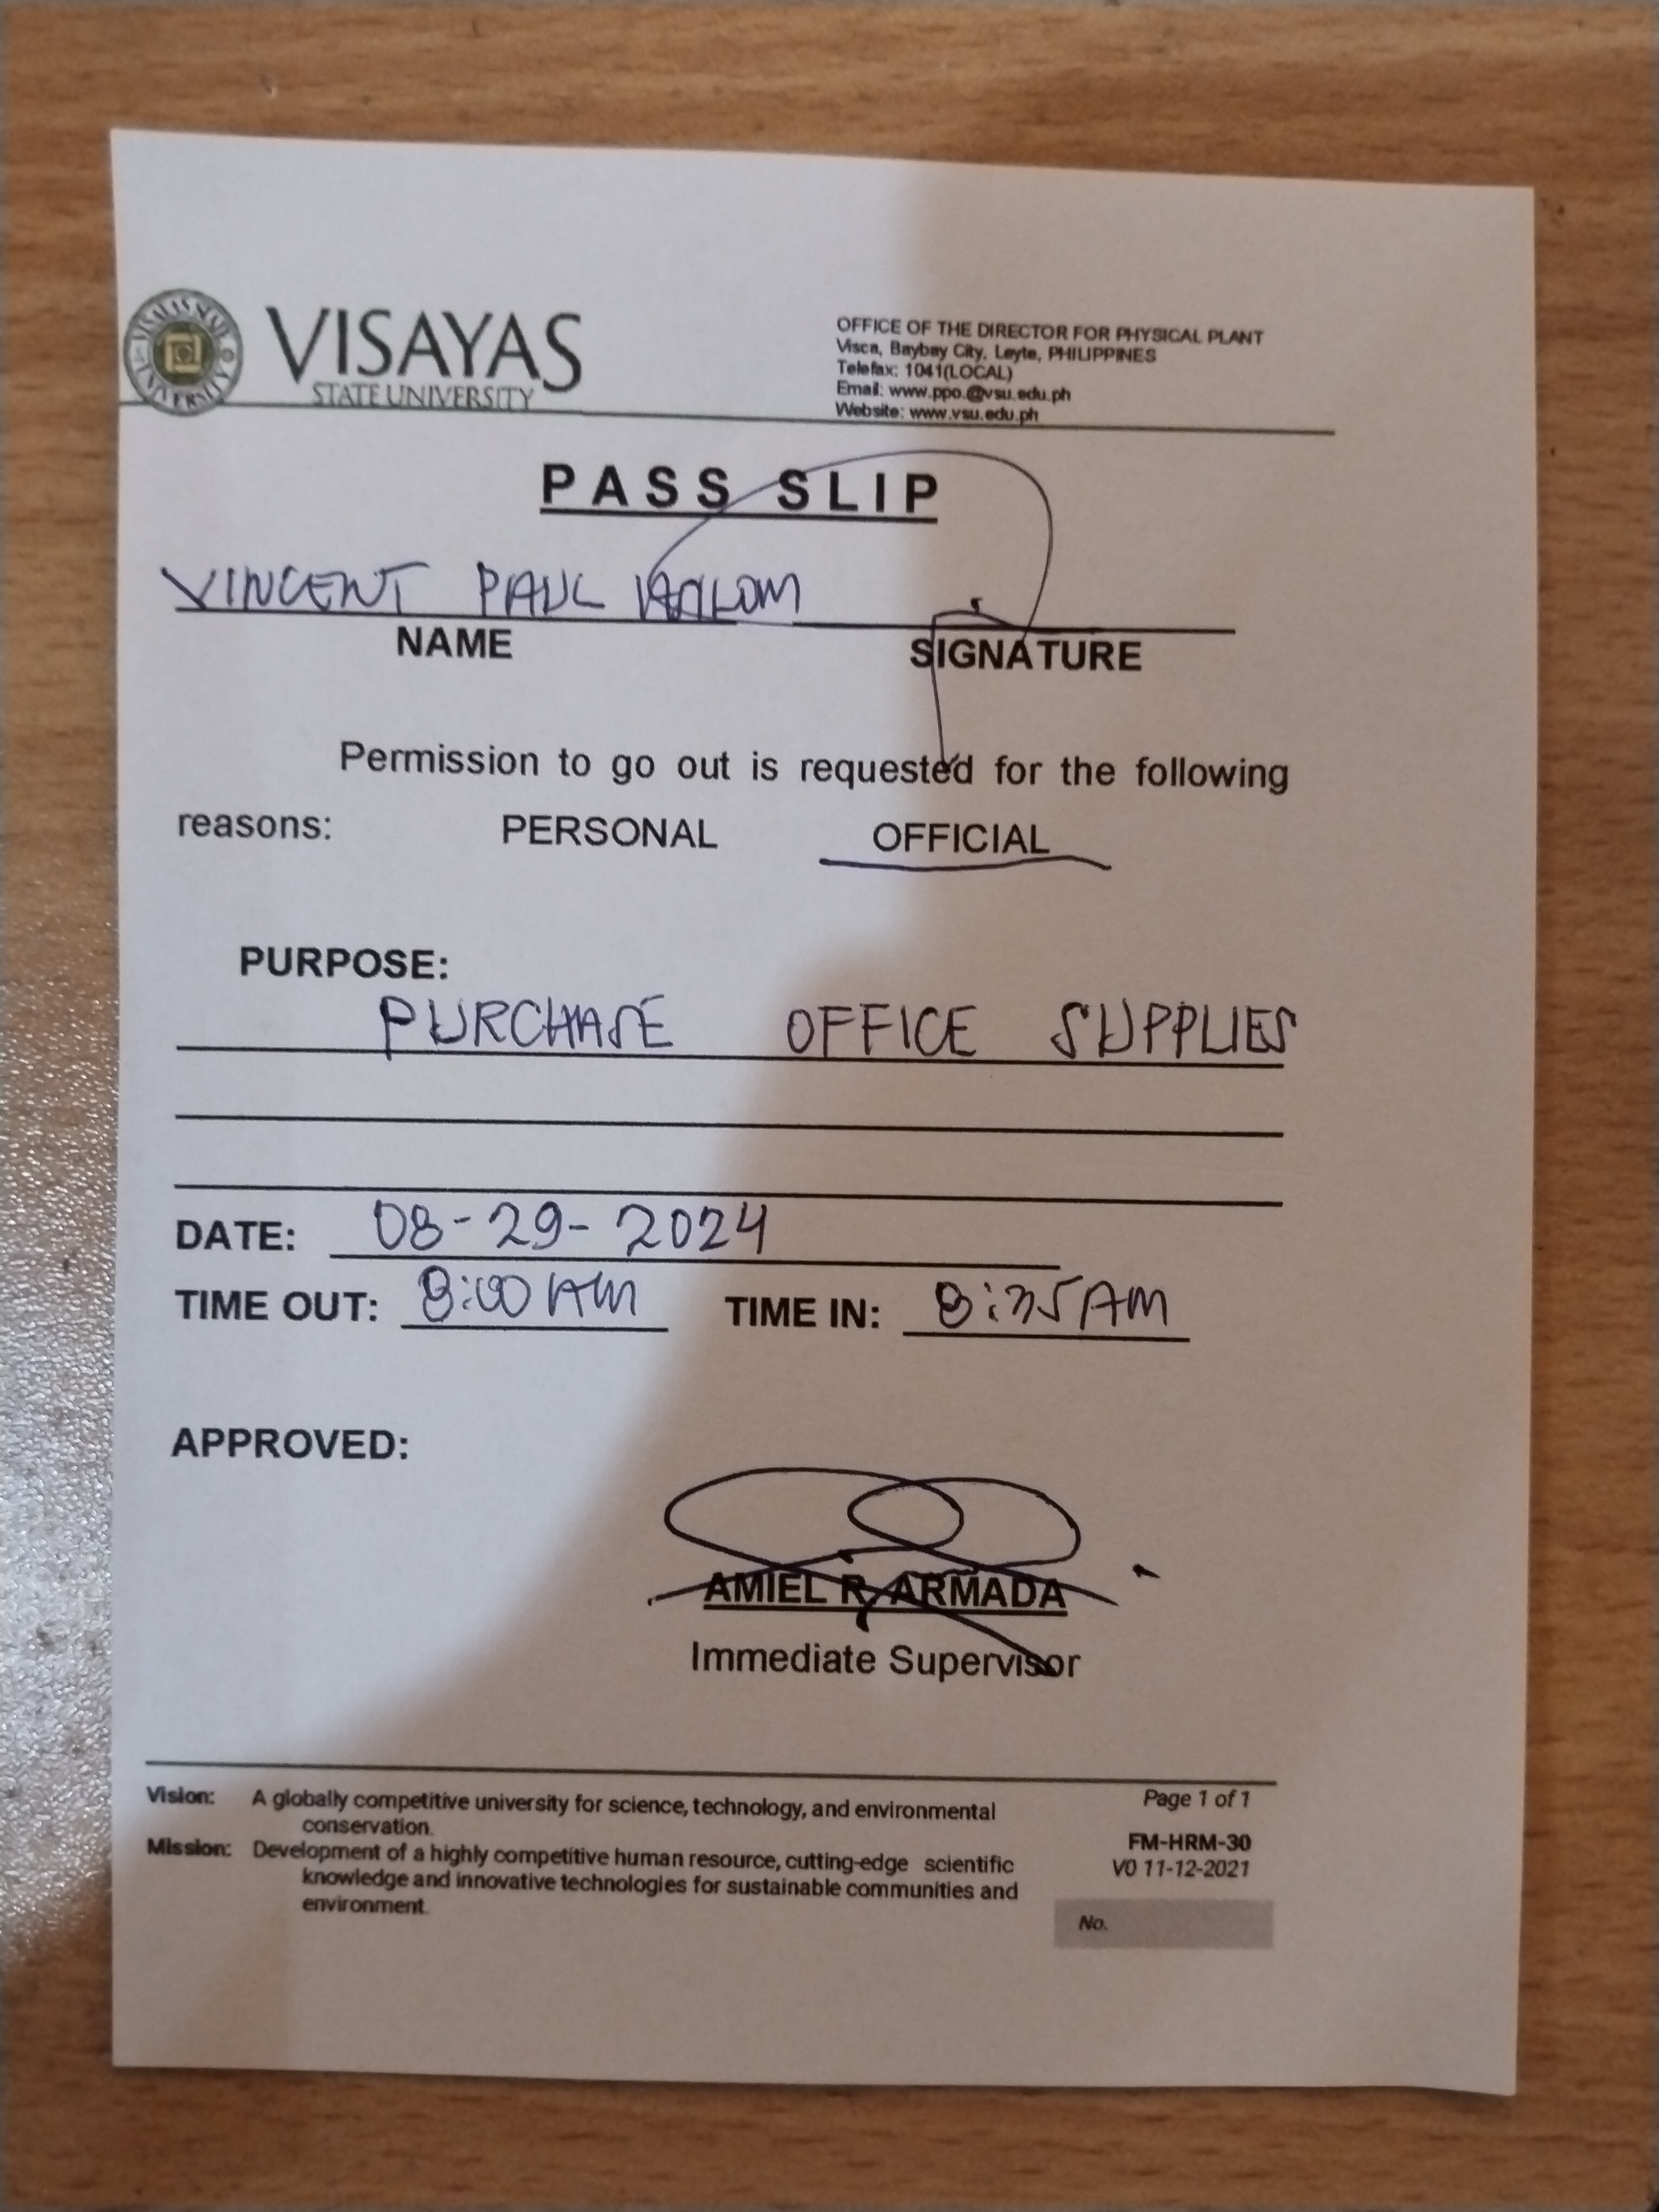 VISAYAS
STATE UNIVERSITY
OFFICE OF THE DIRECTOR FOR PHYSICAL PLANT
Visca, Baybay City, Leyte, PHILIPPINES
Telefax: 1041(LOCAL)
Email: www.ppo.@vsu.edu.ph
Website: www.vsu.edu.ph
PASS SLIP
VINCENT PAUL
NAME SIGNATURE
Permission to go out is requested for the following
reasons: PERSONAL OFFICIAL
PURPOSE:
PURCHASE OFFICE SUPPLIES
DATE: 08-29-2024
TIME OUT: 8:00 AM TIME IN: 8:35 AM
APPROVED:
AMIEL R. ARMADA
Immediate Supervisor
Vision: A globally competitive university for science, technology, and environmental
conservation.
Mission: Development of a highly competitive human resource, cutting-edge scientific
knowledge and innovative technologies for sustainable communities and
environment.
Page 1 of 1
FM-HRM-30
V0 11-12-2021
No.